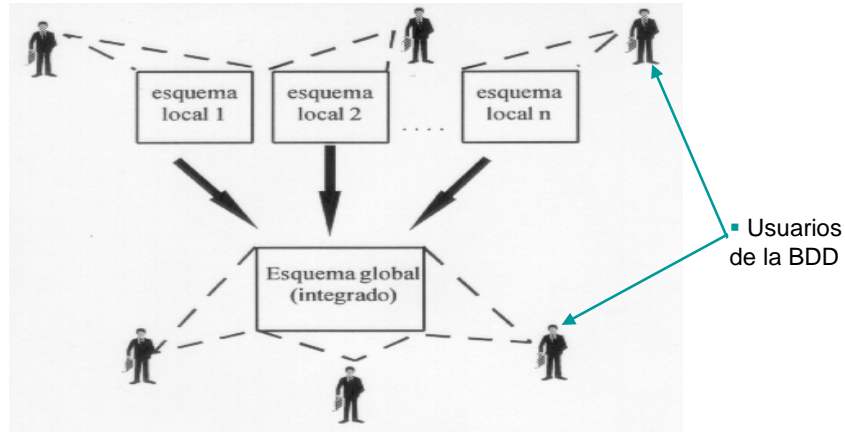 esquema
local 1
esquema
local 2
....
esquema
local n
Esquema global
(integrado)
▪ Usuarios
de la BDD